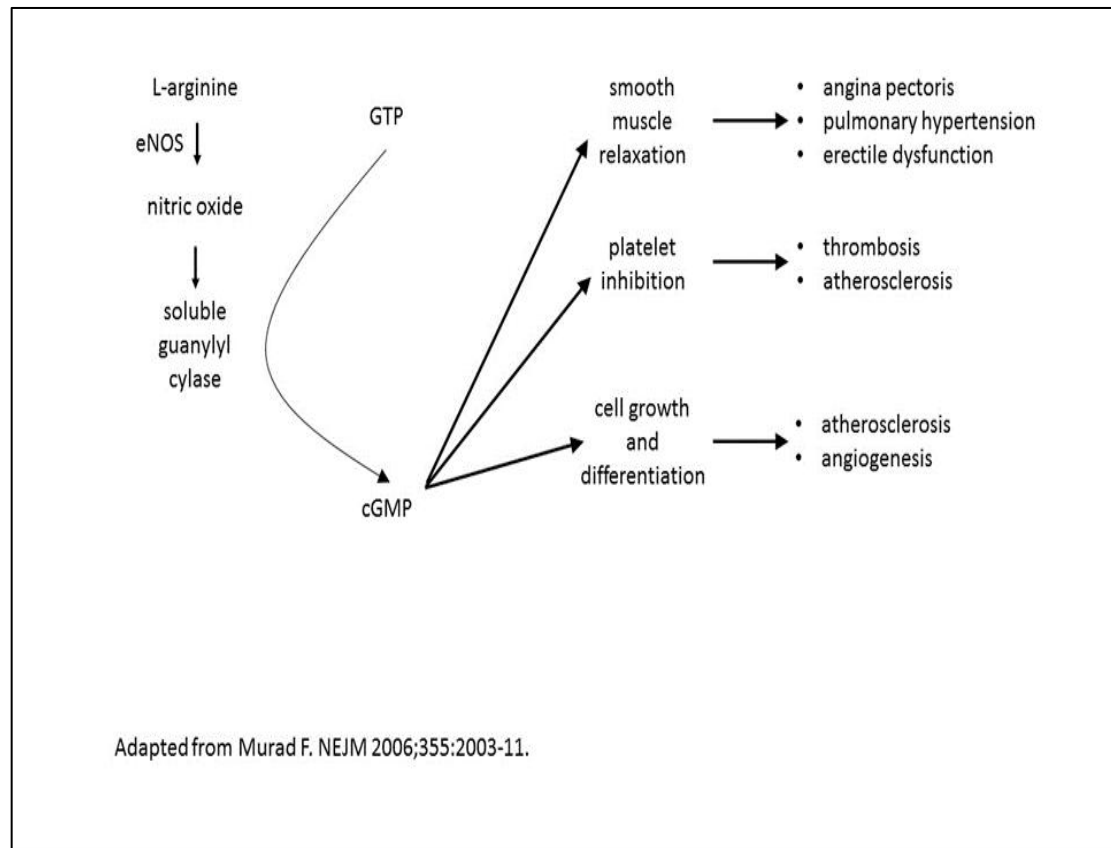 L-arginine
eNOS
nitric oxide
soluble
guanylyl
cylase
GTP
cGMP
smooth
muscle
relaxation
• angina pectoris
• pulmonary hypertension
• erectile dysfunction
platelet
inhibition
• thrombosis
• atherosclerosis
cell growth
and
differentiation
• atherosclerosis
• angiogenesis
Adapted from Murad F. NEJM 2006;355:2003-11.